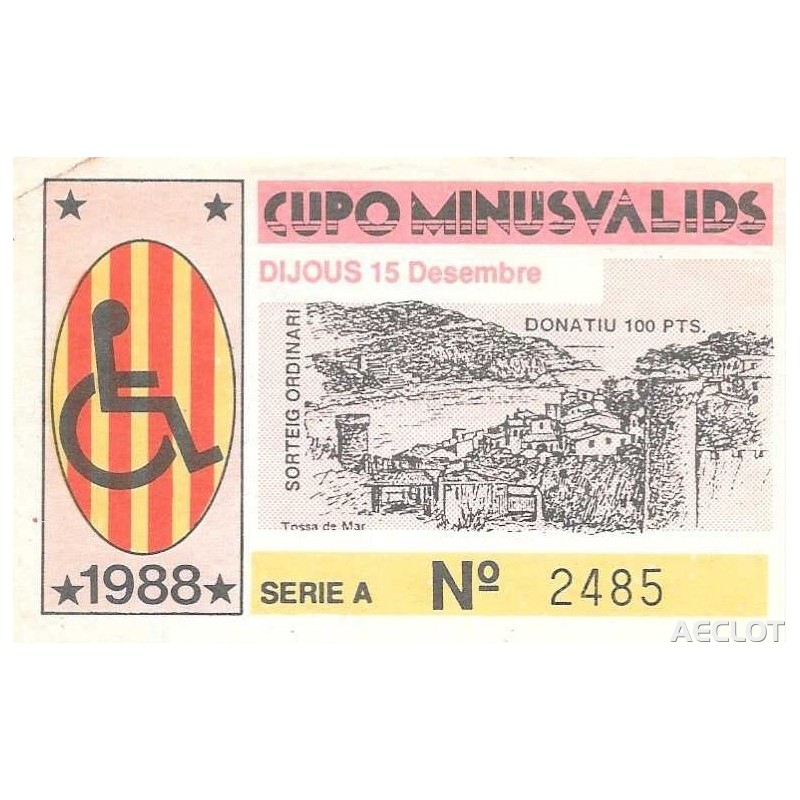 CUPO MINUSVALIDS
DIJOUS 15 Desembre
SORTEIG ORDINARI
DONATIU 100 PTS.
Tossa de Mar
1988
SERIE A Nº 2485
AECLOT